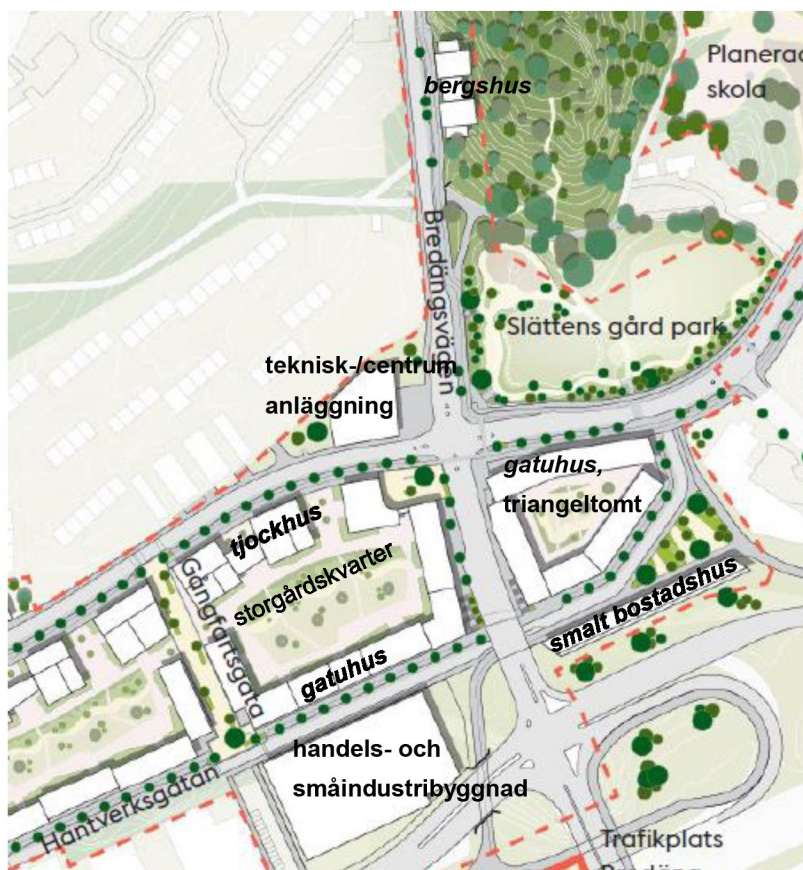 Planerad
skola
bergshus
Bredängsvägen
Slättens gård park
teknisk-/centrum
anläggning
gatuhus,
triangeltomt
tjockhus
Gångfartsgata
storgårdskvarter
smalt bostadshus
gatuhus
handels- och
småindustribyggnad
Hantverksgatan
Trafikplats
Bredäng